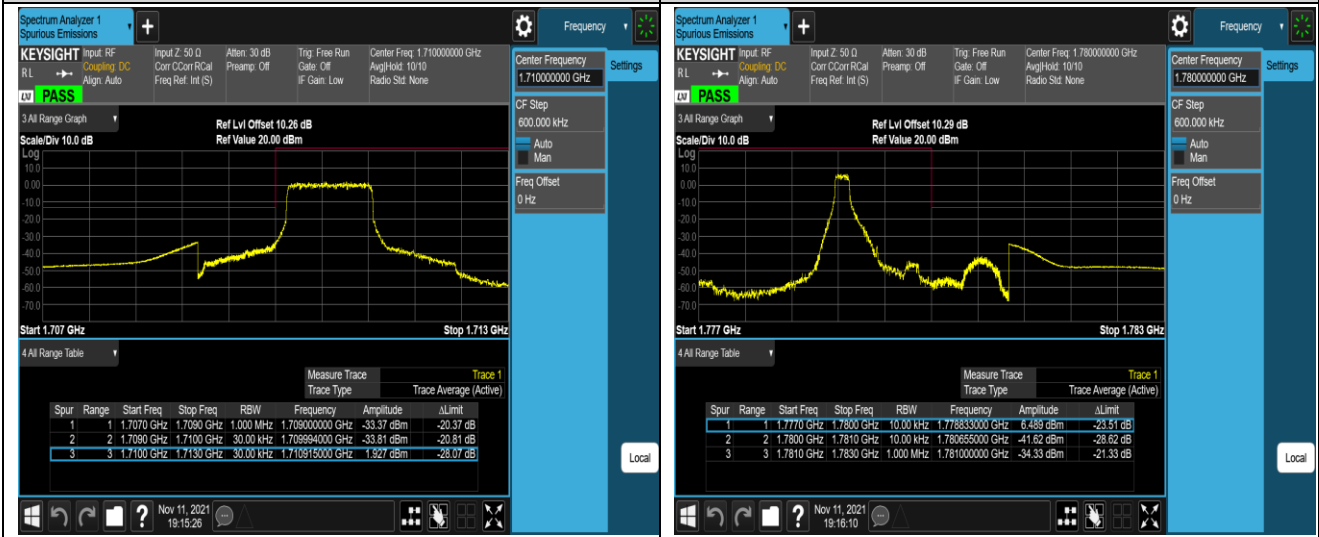 Spectrum Analyzer 1
Spurious Emissions
+
Frequency
KEYSIGHT Input: RF Input Z: 50 Ω Atten: 30 dB Trig: Free Run Center Freq: 1.710000000 GHz
RL Coupling: DC Corr CCorr RCal Preamp: Off Gate: Off Avg|Hold: 10/10
Align: Auto Freq Ref: Int (S) IF Gain: Low Radio Std: None
LXI PASS
Center Frequency
1.710000000 GHz
Settings
CF Step
600.000 kHz
Auto
Man
Freq Offset
0 Hz
3 All Range Graph
Ref Lvl Offset 10.26 dB
Scale/Div 10.0 dB Ref Value 20.00 dBm
Log
10.0
0.00
-10.0
-20.0
-30.0
-40.0
-50.0
-60.0
-70.0
Start 1.707 GHz Stop 1.713 GHz
4 All Range Table
Measure Trace Trace 1
Trace Type Trace Average (Active)
Spur Range Start Freq Stop Freq RBW Frequency Amplitude ΔLimit
1 1 1.7070 GHz 1.7090 GHz 1.000 MHz 1.709000000 GHz -33.37 dBm -20.37 dB
2 2 1.7090 GHz 1.7100 GHz 30.00 kHz 1.709994000 GHz -33.81 dBm -20.81 dB
3 3 1.7100 GHz 1.7130 GHz 30.00 kHz 1.710915000 GHz 1.927 dBm -28.07 dB
Local
?
Nov 11, 2021
19:15:26
Spectrum Analyzer 1
Spurious Emissions
+
Frequency
KEYSIGHT Input: RF Input Z: 50 Ω Atten: 30 dB Trig: Free Run Center Freq: 1.780000000 GHz
RL Coupling: DC Corr CCorr RCal Preamp: Off Gate: Off Avg|Hold: 10/10
Align: Auto Freq Ref: Int (S) IF Gain: Low Radio Std: None
LXI PASS
Center Frequency
1.780000000 GHz
Settings
CF Step
600.000 kHz
Auto
Man
Freq Offset
0 Hz
3 All Range Graph
Ref Lvl Offset 10.29 dB
Scale/Div 10.0 dB Ref Value 20.00 dBm
Log
10.0
0.00
-10.0
-20.0
-30.0
-40.0
-50.0
-60.0
-70.0
Start 1.777 GHz Stop 1.783 GHz
4 All Range Table
Measure Trace Trace 1
Trace Type Trace Average (Active)
Spur Range Start Freq Stop Freq RBW Frequency Amplitude ΔLimit
1 1 1.7770 GHz 1.7800 GHz 10.00 kHz 1.778833000 GHz 6.489 dBm -23.51 dB
2 2 1.7800 GHz 1.7810 GHz 10.00 kHz 1.780655000 GHz -41.62 dBm -28.62 dB
3 3 1.7810 GHz 1.7830 GHz 1.000 MHz 1.781000000 GHz -34.33 dBm -21.33 dB
Local
?
Nov 11, 2021
19:16:10